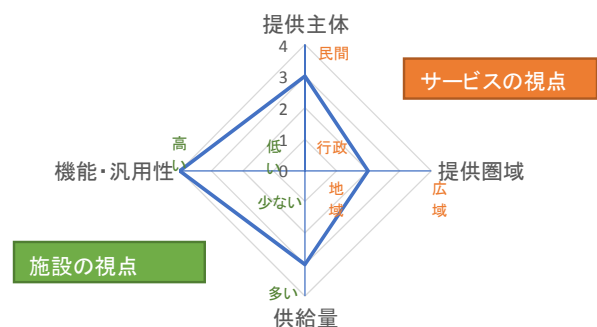 提供主体
4
民間
3
サービスの視点
2
高い
1
低い
行政
機能・汎用性
0
提供圏域
地域
広域
少ない
施設の視点
多い
供給量